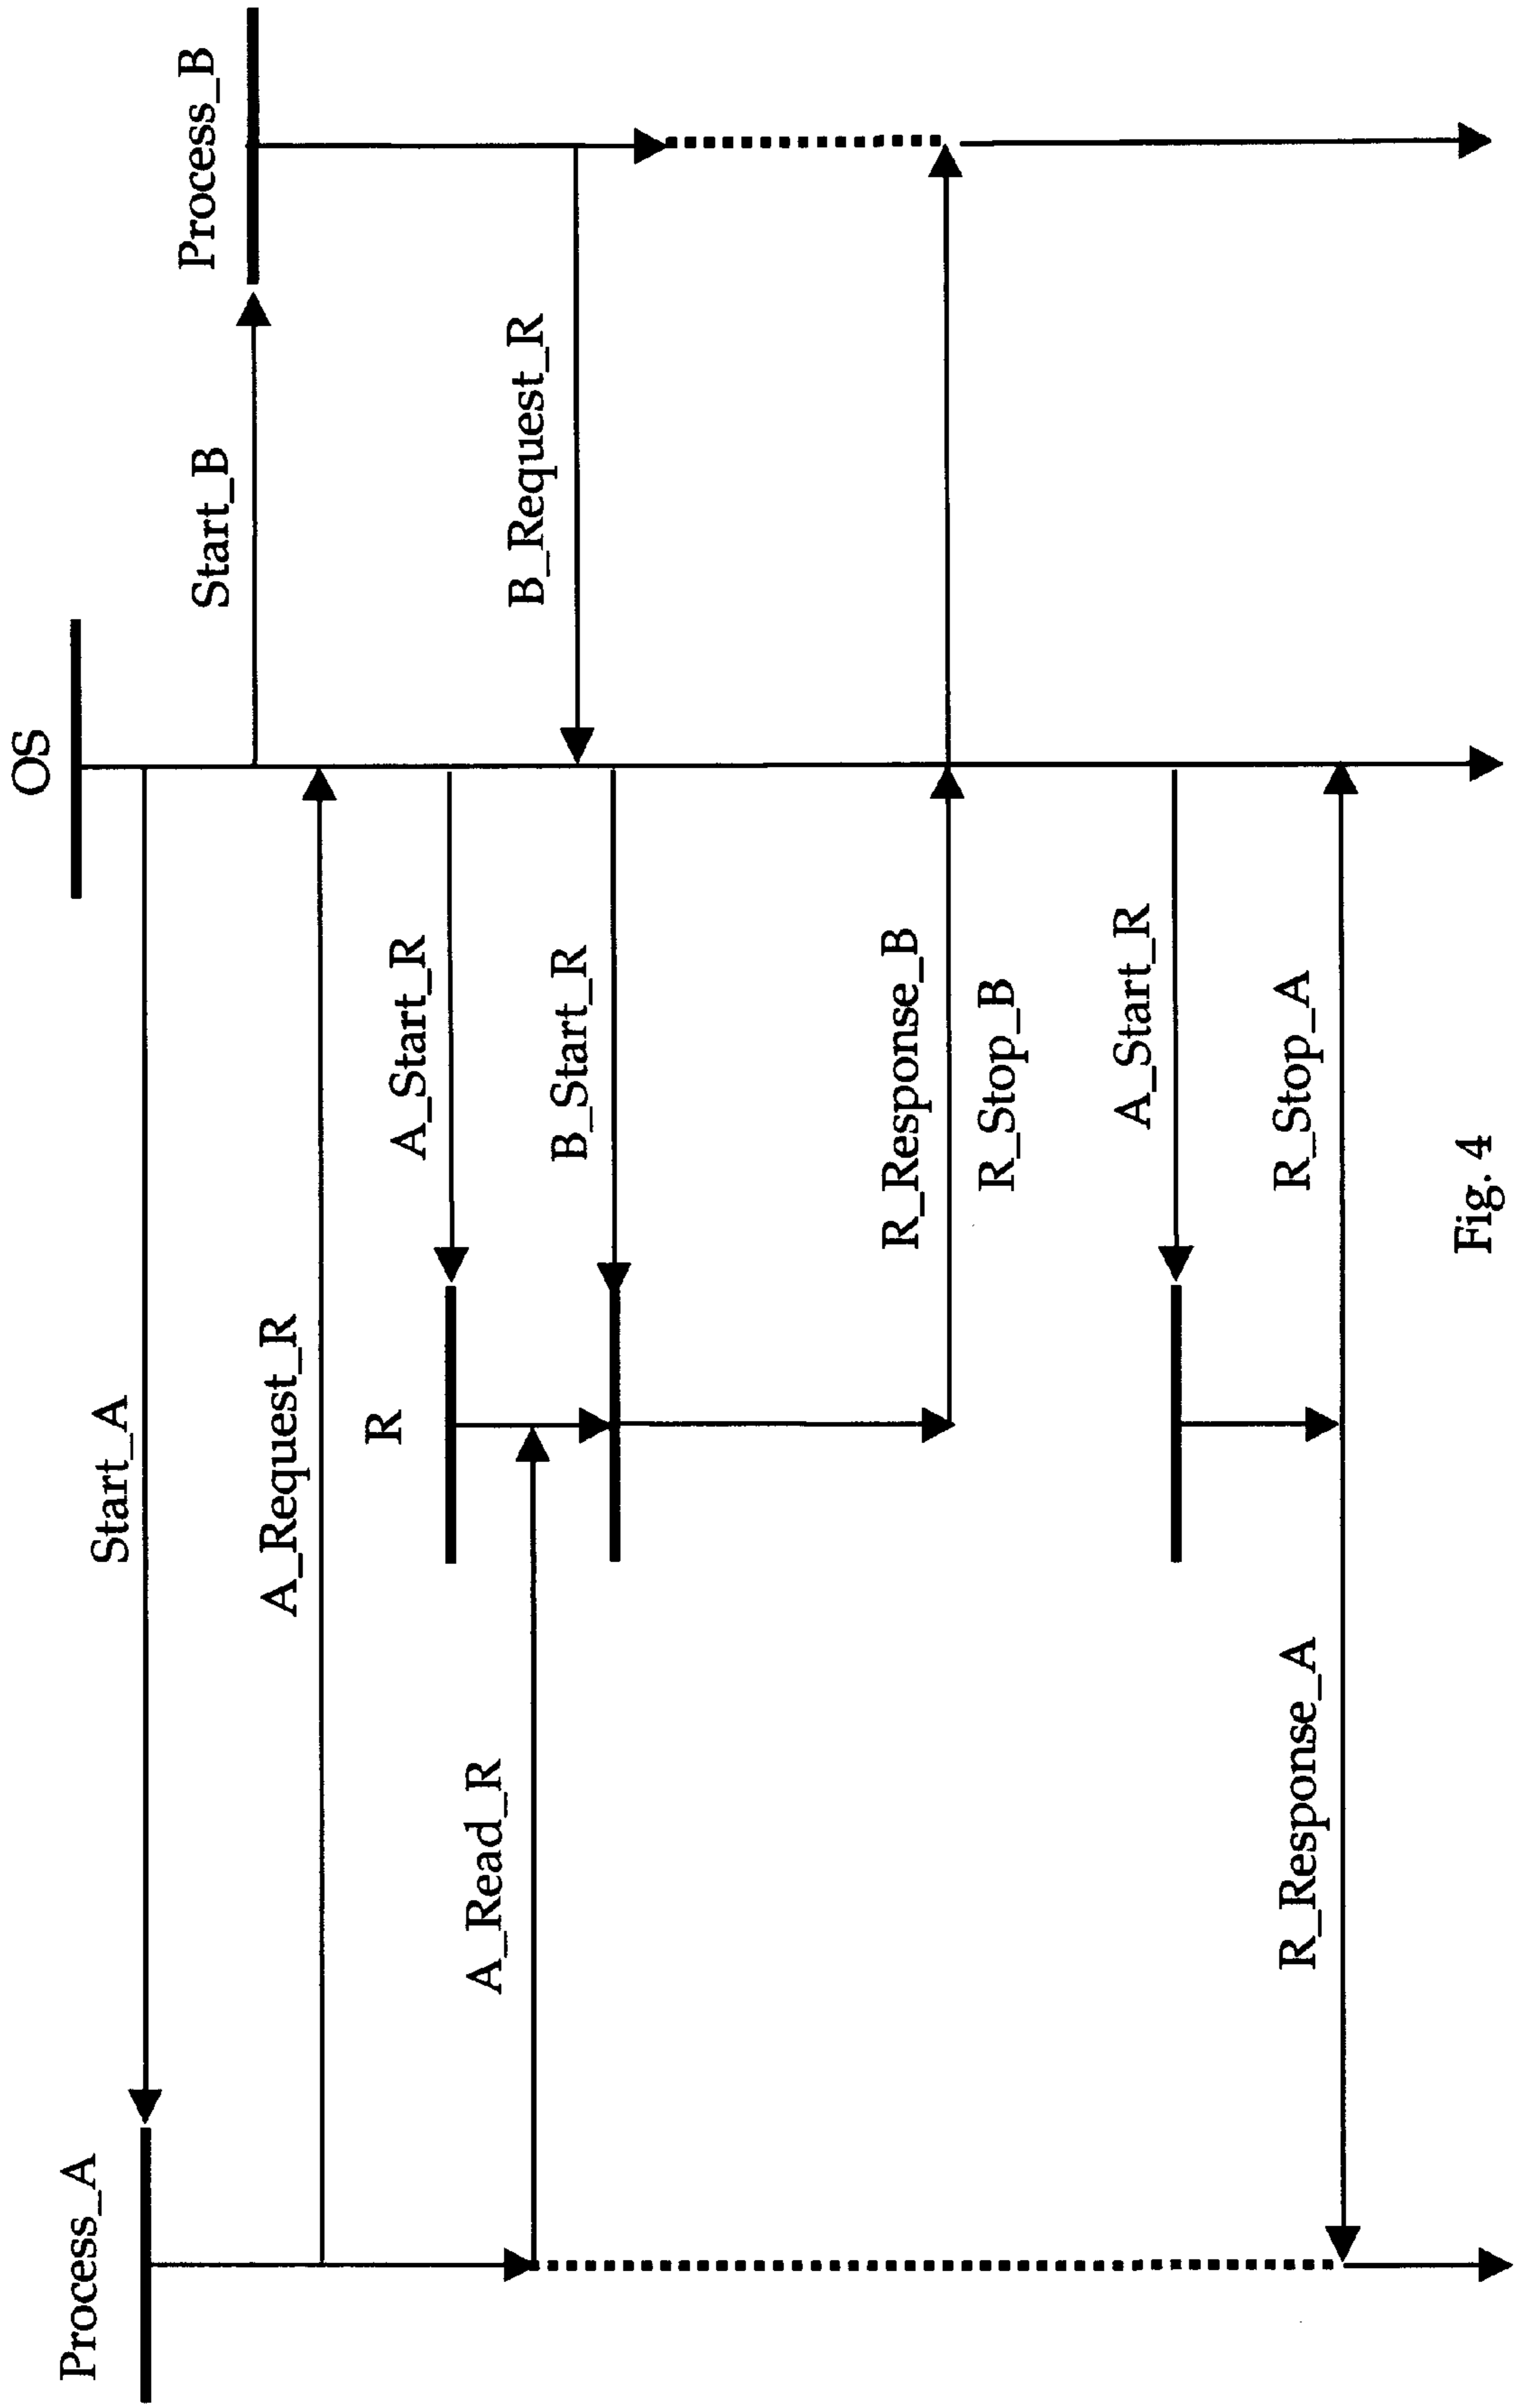 OS
Process_A
Start_A
Process_B
Start_B
A_Request_R
R
A_Start_R
A_Read_R
B_Request_R
B_Start_R
R_Response_B
R_Stop_B
A_Start_R
R_Response_A
R_Stop_A
Fig. 4